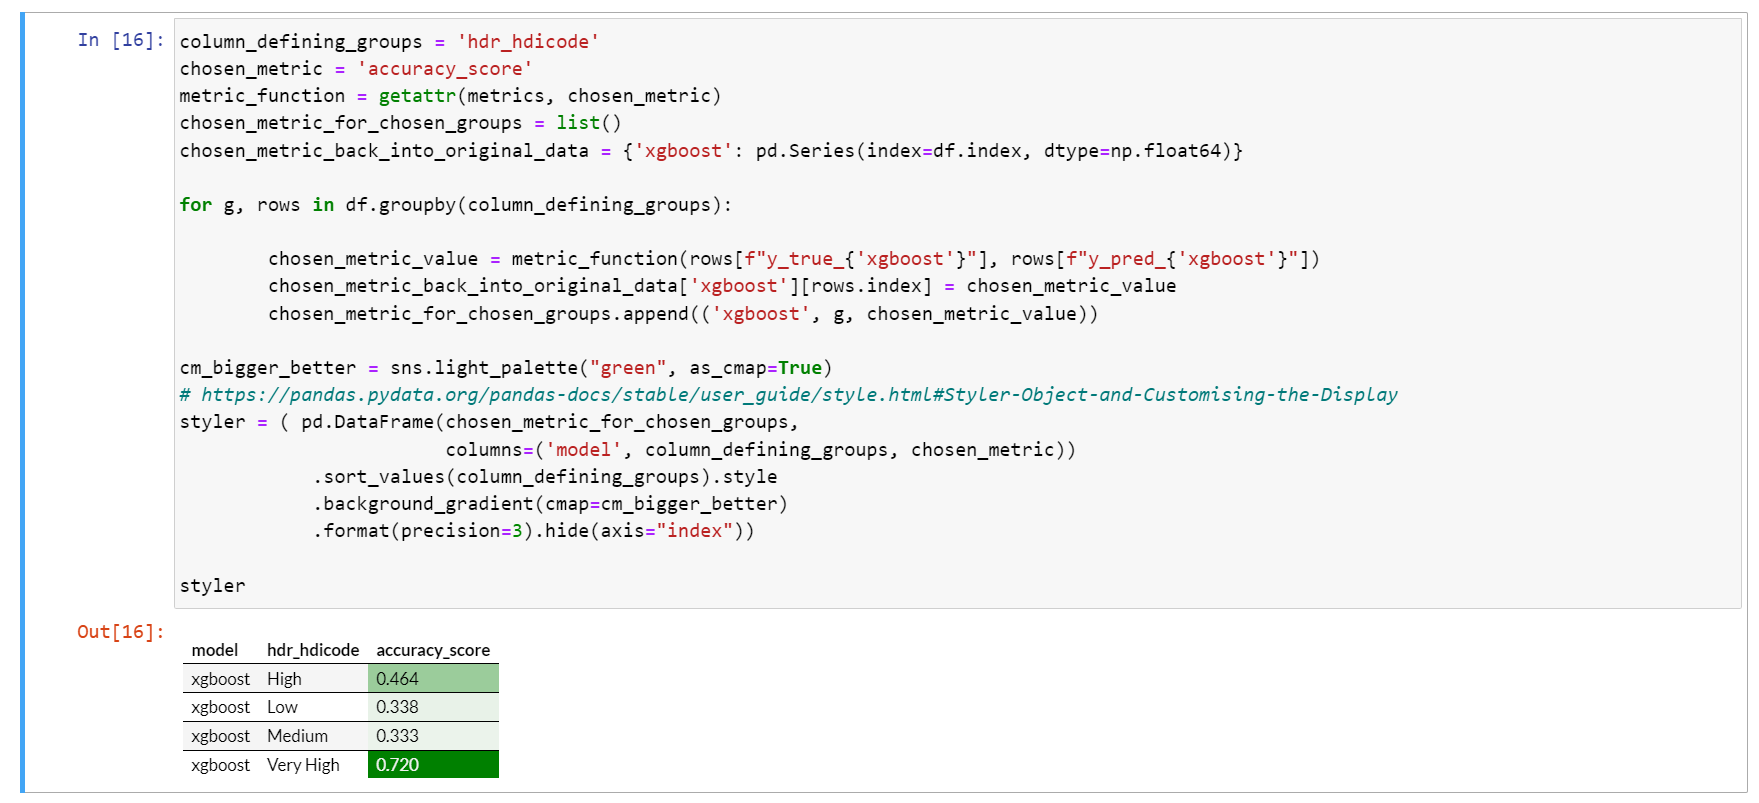 In [16]:
column_defining_groups = 'hdr_hdicode'
chosen_metric = 'accuracy_score'
metric_function = getattr(metrics, chosen_metric)
chosen_metric_for_chosen_groups = list()
chosen_metric_back_into_original_data = {'xgboost': pd.Series(index=df.index, dtype=np.float64)}
for g, rows in df.groupby(column_defining_groups):
chosen_metric_value = metric_function(rows[f"y_true_{'xgboost'}"], rows[f"y_pred_{'xgboost'}"])
chosen_metric_back_into_original_data['xgboost'][rows.index] = chosen_metric_value
chosen_metric_for_chosen_groups.append(('xgboost', g, chosen_metric_value))
cm_bigger_better = sns.light_palette("green", as_cmap=True)
# https://pandas.pydata.org/pandas-docs/stable/user_guide/style.html#Styler-Object-and-Customising-the-Display
styler = ( pd.DataFrame(chosen_metric_for_chosen_groups,
columns=('model', column_defining_groups, chosen_metric))
.sort_values(column_defining_groups).style
.background_gradient(cmap=cm_bigger_better)
.format(precision=3).hide(axis="index"))
styler
Out[16]:
model hdr_hdicode accuracy_score
xgboost High 0.464
xgboost Low 0.338
xgboost Medium 0.333
xgboost Very High 0.720